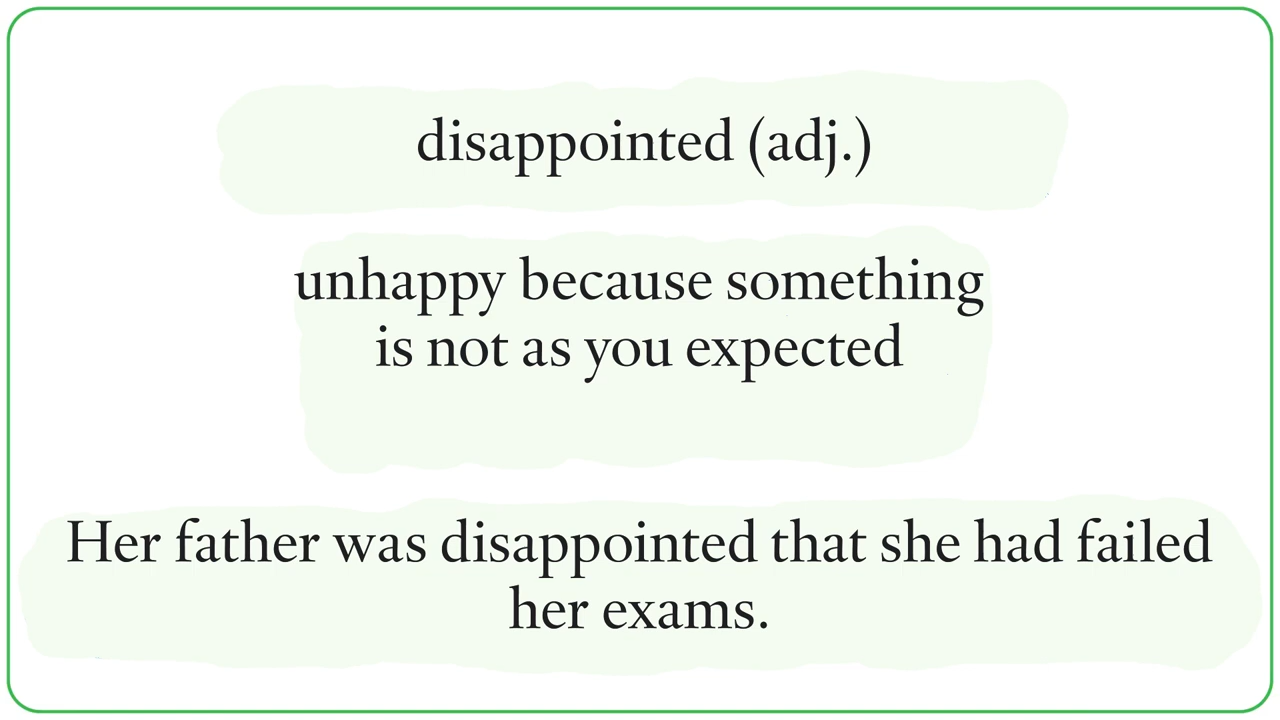 disappointed (adj.)
unhappy because something
is not as you expected
Her father was disappointed that she had failed
her exams.